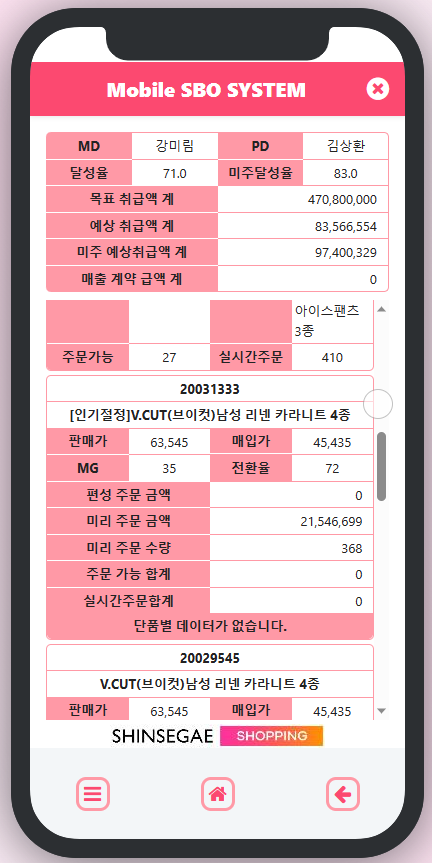 Mobile SBO SYSTEM
MD 강미림 PD 김상환
달성율 71.0 미주달성율 83.0
목표 취급액 계 470,800,000
예상 취급액 계 83,566,554
미주 예상취급액 계 97,400,329
매출 계약 급액 계 0
아이스팬츠
3종
주문가능 27 실시간주문 410
20031333
[인기절정]V.CUT(브이컷)남성 리넨 카라니트 4종
판매가 63,545 매입가 45,435
MG 35 전환율 72
편성 주문 금액 0
미리 주문 금액 21,546,699
미리 주문 수량 368
주문 가능 합계 0
실시간주문합계 0
단품별 데이터가 없습니다.
20029545
V.CUT(브이컷)남성 리넨 카라니트 4종
판매가 63,545 매입가 45,435
SHINSEGAE SHOPPING